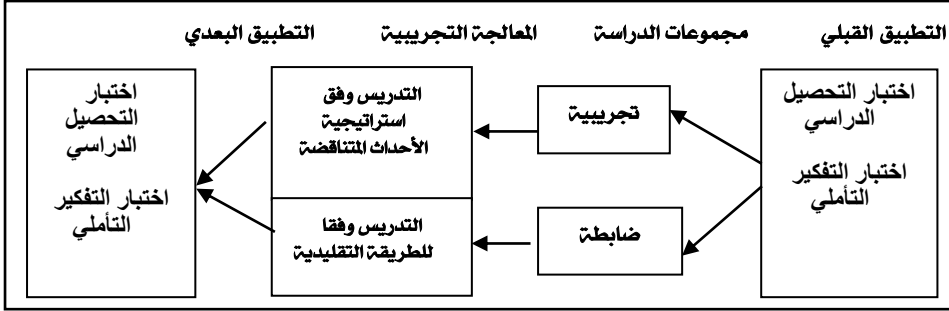 التطبيق القبلي مجموعات الدراسة المعالجة التجريبية التطبيق البعدي
اختبار التحصيل
الدراسي
اختبار التفكير
التأملي
تجريبية
ضابطة
التدريس وفق
استراتيجية
الأحداث المتناقضة
التدريس وفقا
للطريقة التقليدية
اختبار
التحصيل
الدراسي
اختبار التفكير
التأملي